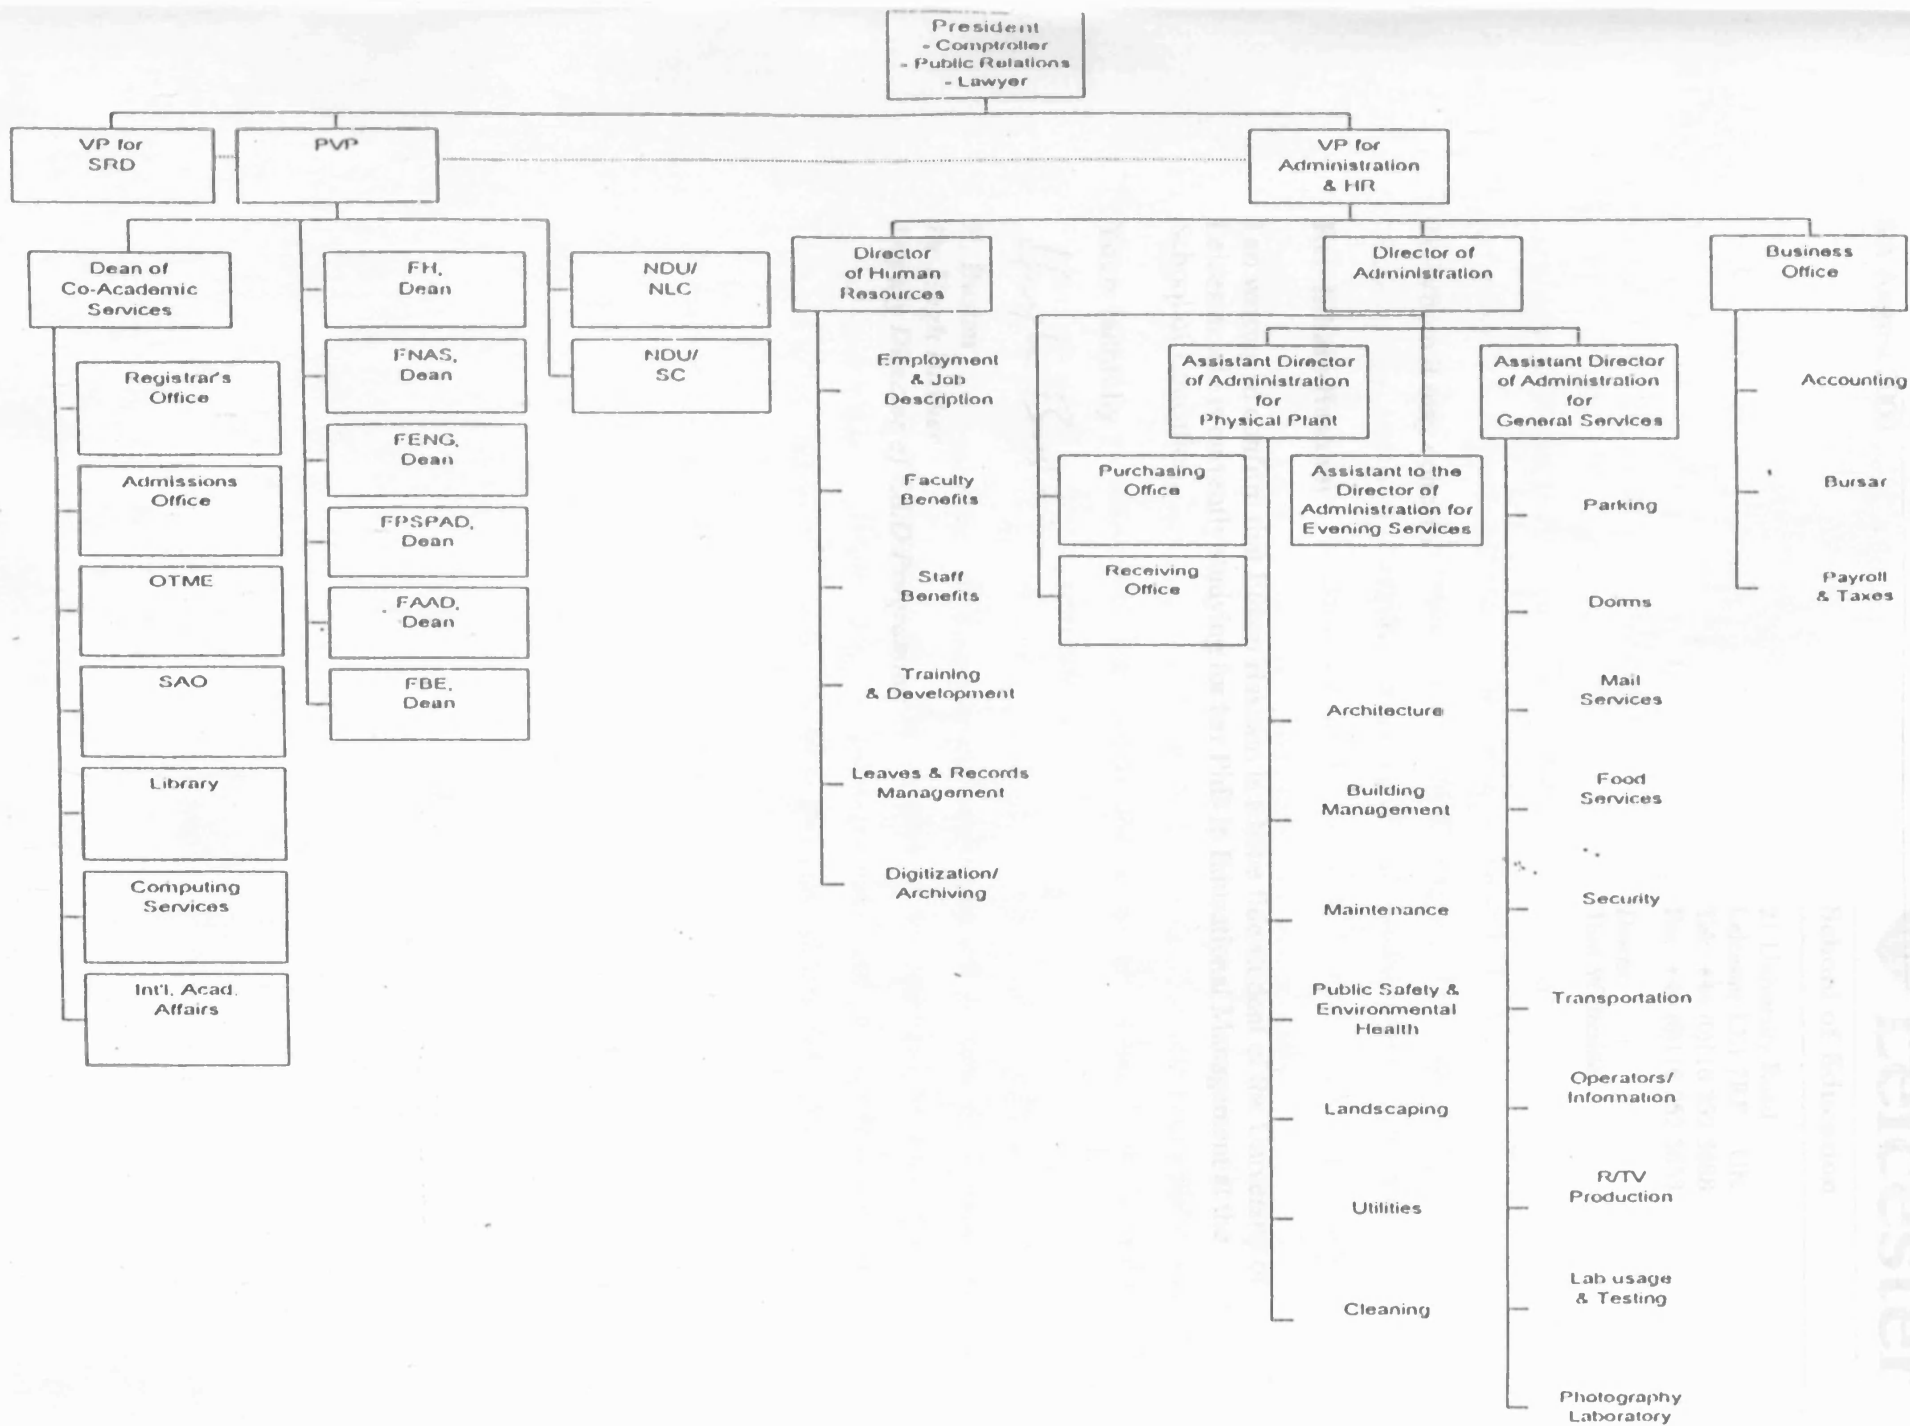 President
- Comptroller
- Public Relations
- Lawyer
VP for
SRD
PVP
VP for
Administration
& HR
Dean of
Co-Academic
Services
Registrar's
Office
Admissions
Office
OTME
SAO
Library
Computing
Services
Int'l. Acad.
Affairs
FH,
Dean
FNAS,
Dean
FENG,
Dean
FPSPAD,
Dean
FAAD,
Dean
FBE,
Dean
NDU/
NLC
NDU/
SC
Director
of Human
Resources
Employment
& Job
Description
Faculty
Benefits
Staff
Benefits
Training
& Development
Leaves & Records
Management
Digitization/
Archiving
Director of
Administration
Purchasing
Office
Receiving
Office
Assistant Director
of Administration
for
Physical Plant
Architecture
Building
Management
Maintenance
Public Safety &
Environmental
Health
Landscaping
Utilities
Cleaning
Assistant to the
Director of
Administration for
Evening Services
Assistant Director
of Administration
for
General Services
Parking
Dorms
Mail
Services
Food
Services
Security
Transportation
Operators/
Information
R/TV
Production
Lab usage
& Testing
Photography
Laboratory
Business
Office
Accounting
Bursar
Payroll
& Taxes
School of Education